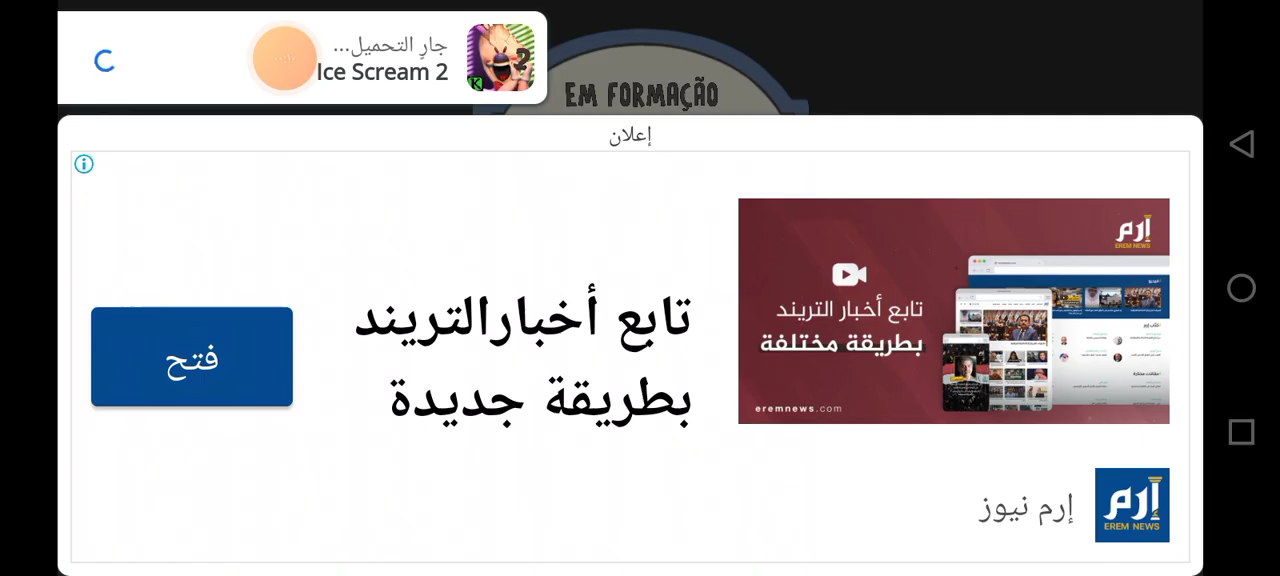 جارٍ التحميل...
Ice Scream 2
2
K
EM FORMAÇÃO
إعلان
إرم
EREM NEWS
تابع أخبار التريند
بطريقة مختلفة
eremnews.com
تابع أخبارالتريند
بطريقة جديدة
فتح
إرم
EREM NEWS
إرم نيوز